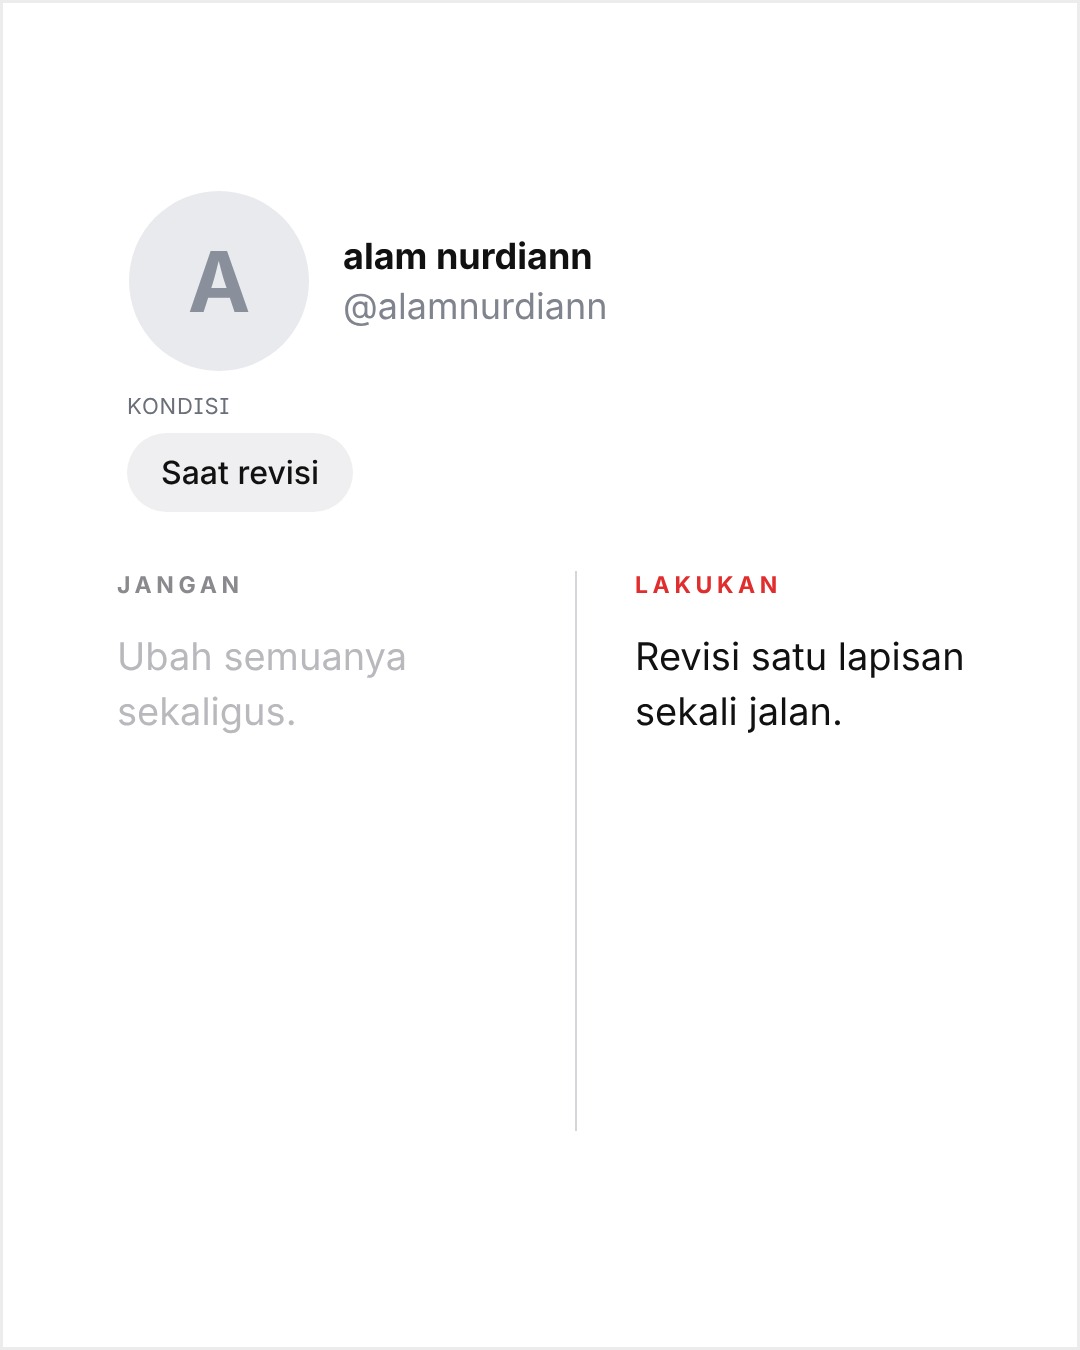 A
alam nurdiann
@alamnurdiann
KONDISI
Saat revisi
JANGAN
Ubah semuanya
sekaligus.
LAKUKAN
Revisi satu lapisan
sekali jalan.